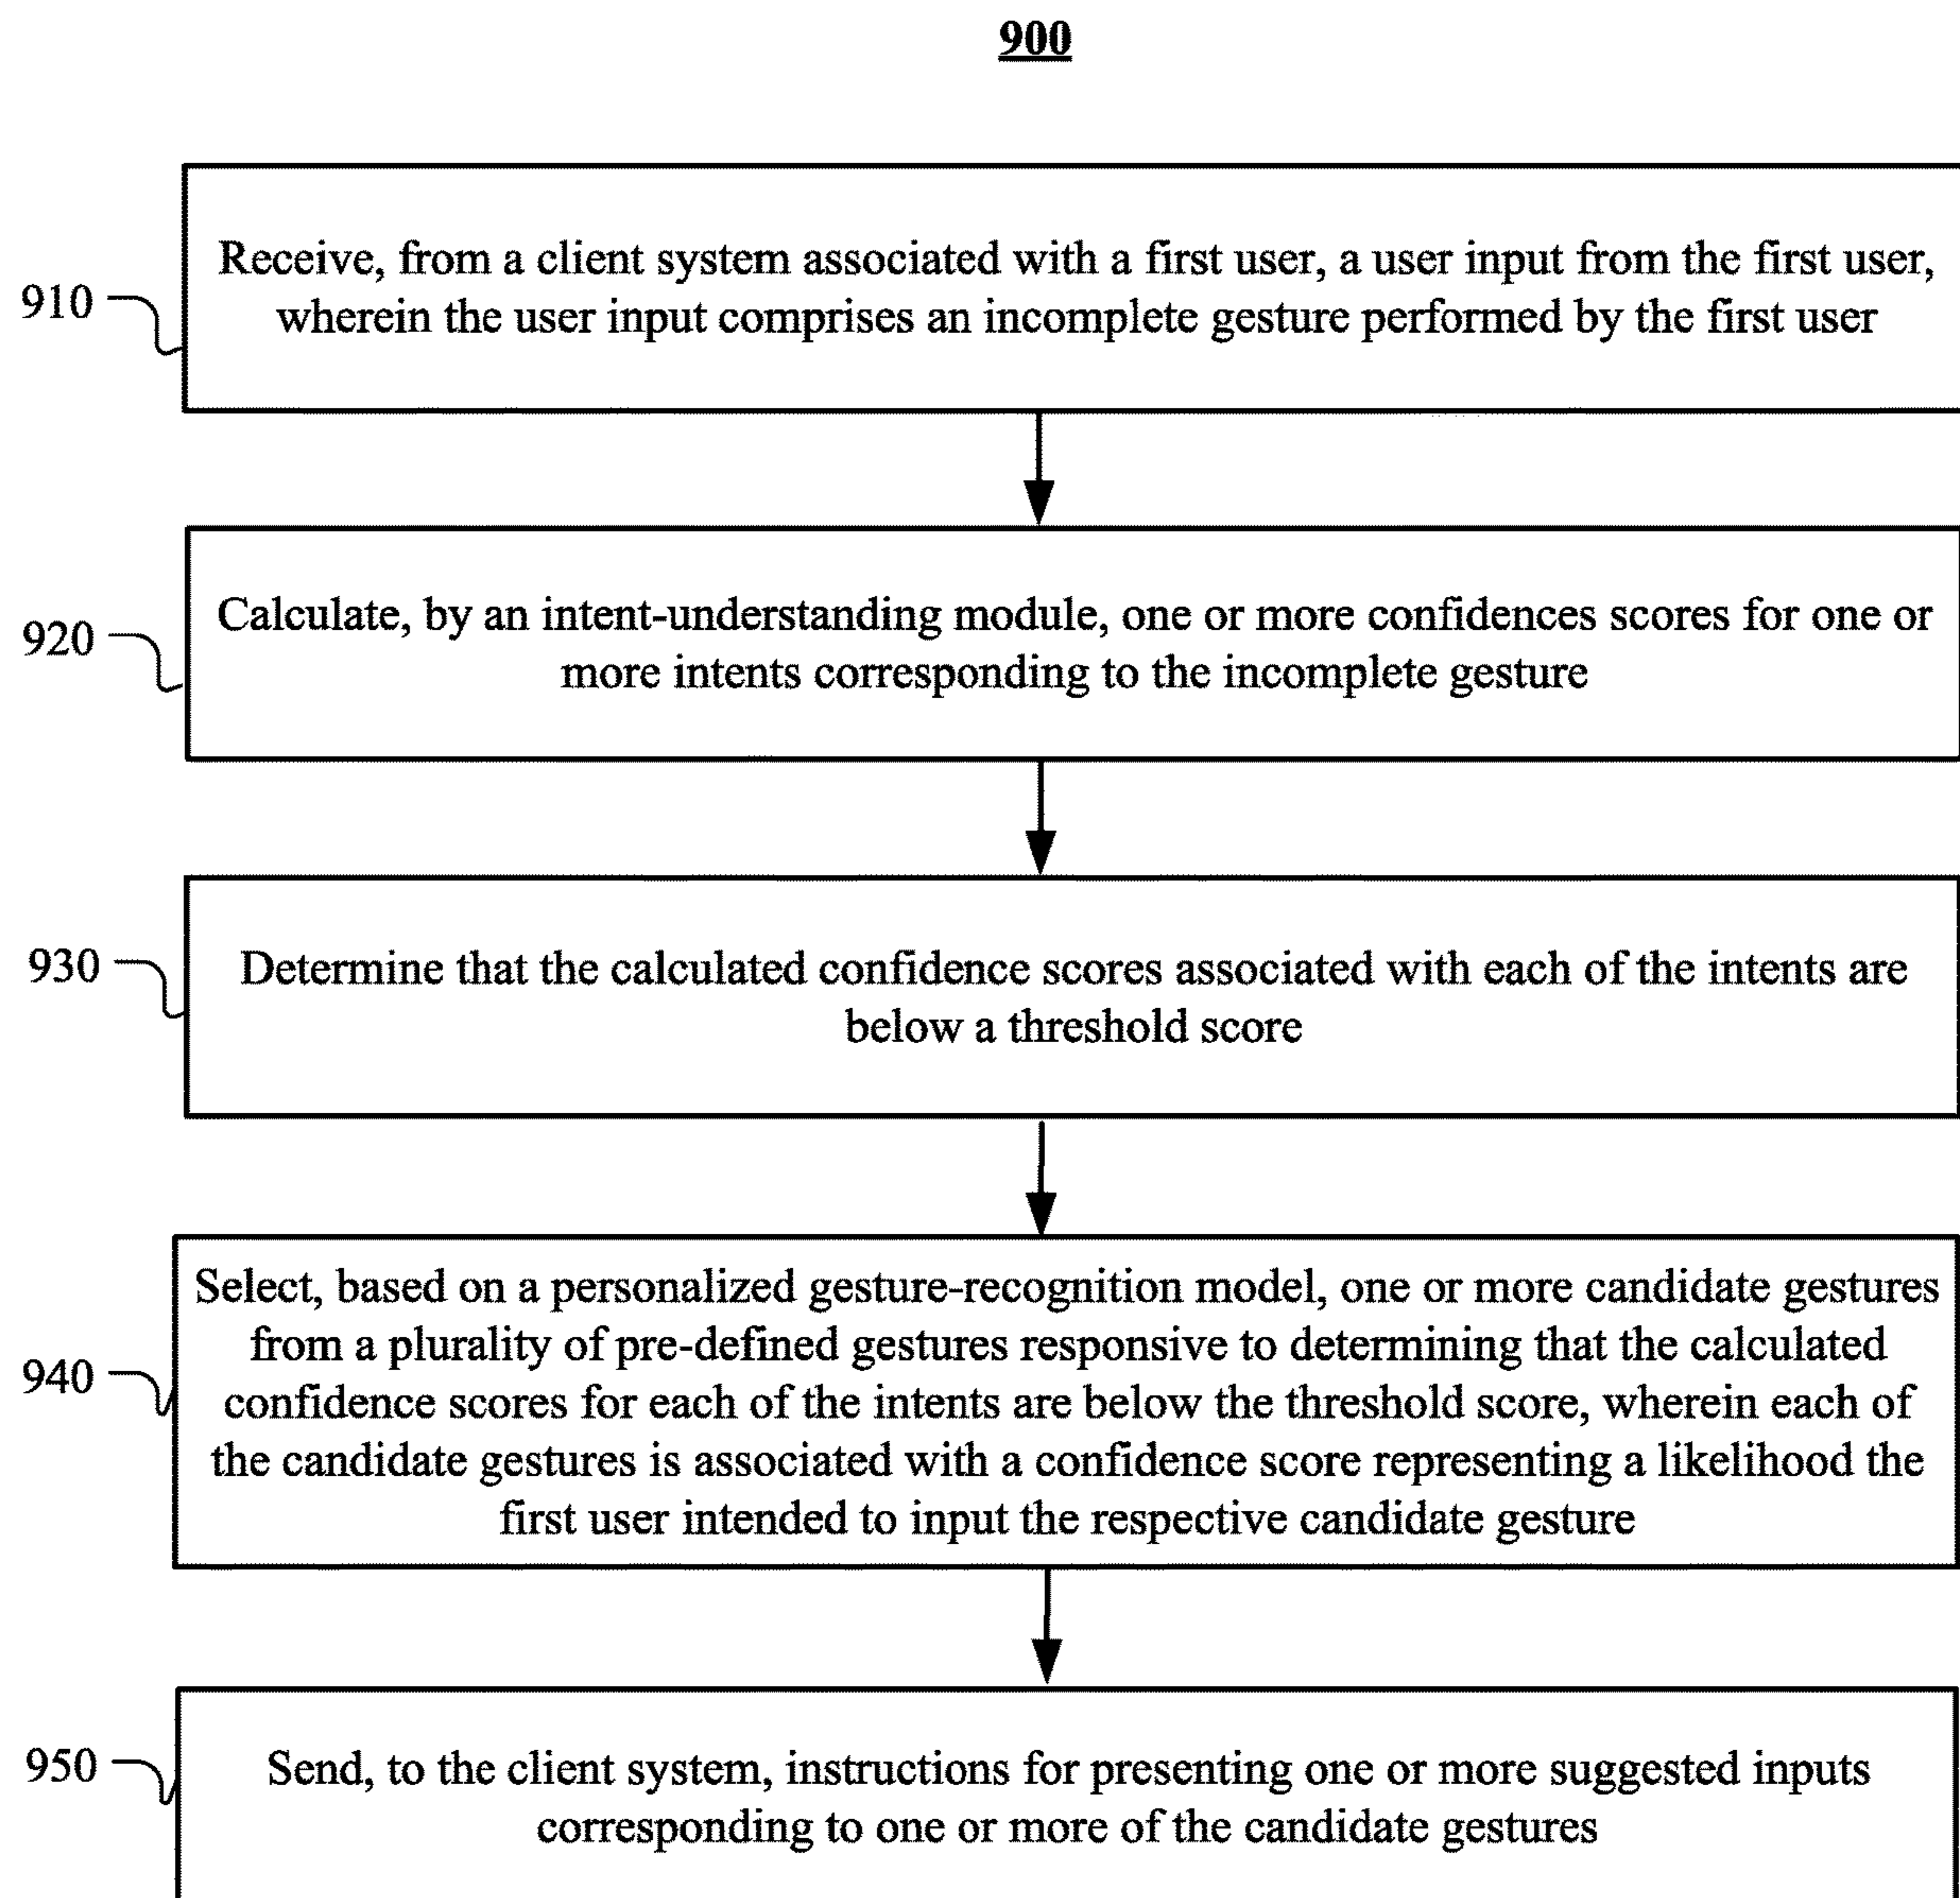 900
910
Receive, from a client system associated with a first user, a user input from the first user,
wherein the user input comprises an incomplete gesture performed by the first user
920
Calculate, by an intent-understanding module, one or more confidences scores for one or
more intents corresponding to the incomplete gesture
930
Determine that the calculated confidence scores associated with each of the intents are
below a threshold score
940
Select, based on a personalized gesture-recognition model, one or more candidate gestures
from a plurality of pre-defined gestures responsive to determining that the calculated
confidence scores for each of the intents are below the threshold score, wherein each of
the candidate gestures is associated with a confidence score representing a likelihood the
first user intended to input the respective candidate gesture
950
Send, to the client system, instructions for presenting one or more suggested inputs
corresponding to one or more of the candidate gestures